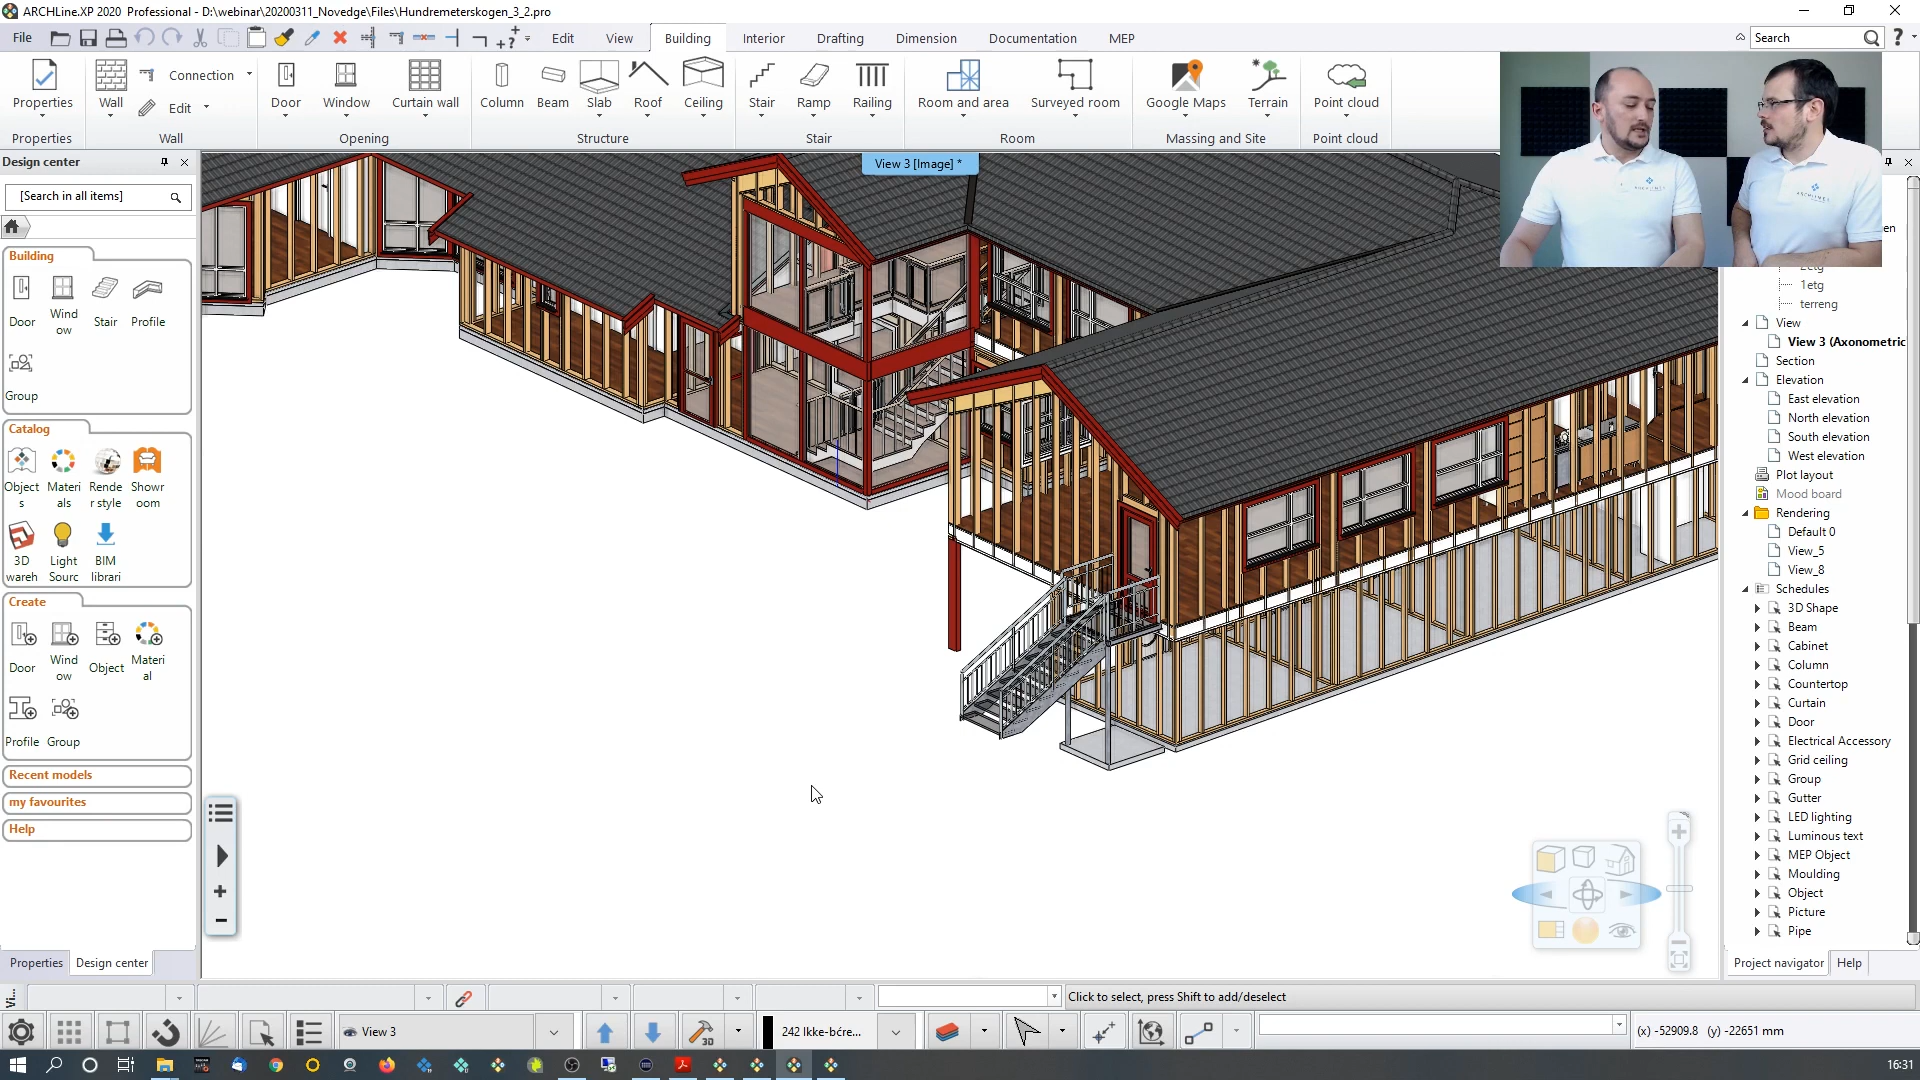 ARCHLine.XP 2020 Professional - D:\webinar\20200311_Novedge\Files\Hundremeterskogen_3_2.pro
File Edit View Building Interior Drafting Dimension Documentation MEP Search
Properties Wall Connection Edit Door Window Curtain wall Column Beam Slab Roof Ceiling Stair Ramp Railing Room and area Surveyed room Google Maps Terrain Point cloud
Properties Wall Opening Structure Stair Room Massing and Site Point cloud
Design center
View 3 [Image] *
[Search in all items]
Building
Door
Wind
ow
Stair
Profile
Group
Catalog
Object
s
Materi
als
Rende
r style
Showr
oom
3D
wareh
Light
Sourc
BIM
librari
Create
Door
Wind
ow
Object
Materi
al
Profile
Group
Recent models
my favourites
Help
Properties Design center
ARCHLINE
en
2etg
1etg
terreng
View
View 3 (Axonometric
Section
Elevation
East elevation
North elevation
South elevation
West elevation
Plot layout
Mood board
Rendering
Default 0
View_5
View_8
Schedules
3D Shape
Beam
Cabinet
Column
Countertop
Curtain
Door
Electrical Accessory
Grid ceiling
Group
Gutter
LED lighting
Luminous text
MEP Object
Moulding
Object
Picture
Pipe
Project navigator Help
Vi...
Click to select, press Shift to add/deselect
View 3
3D
242 Ikke-bćre...
(x) -52909.8 (y) -22651 mm
16:31